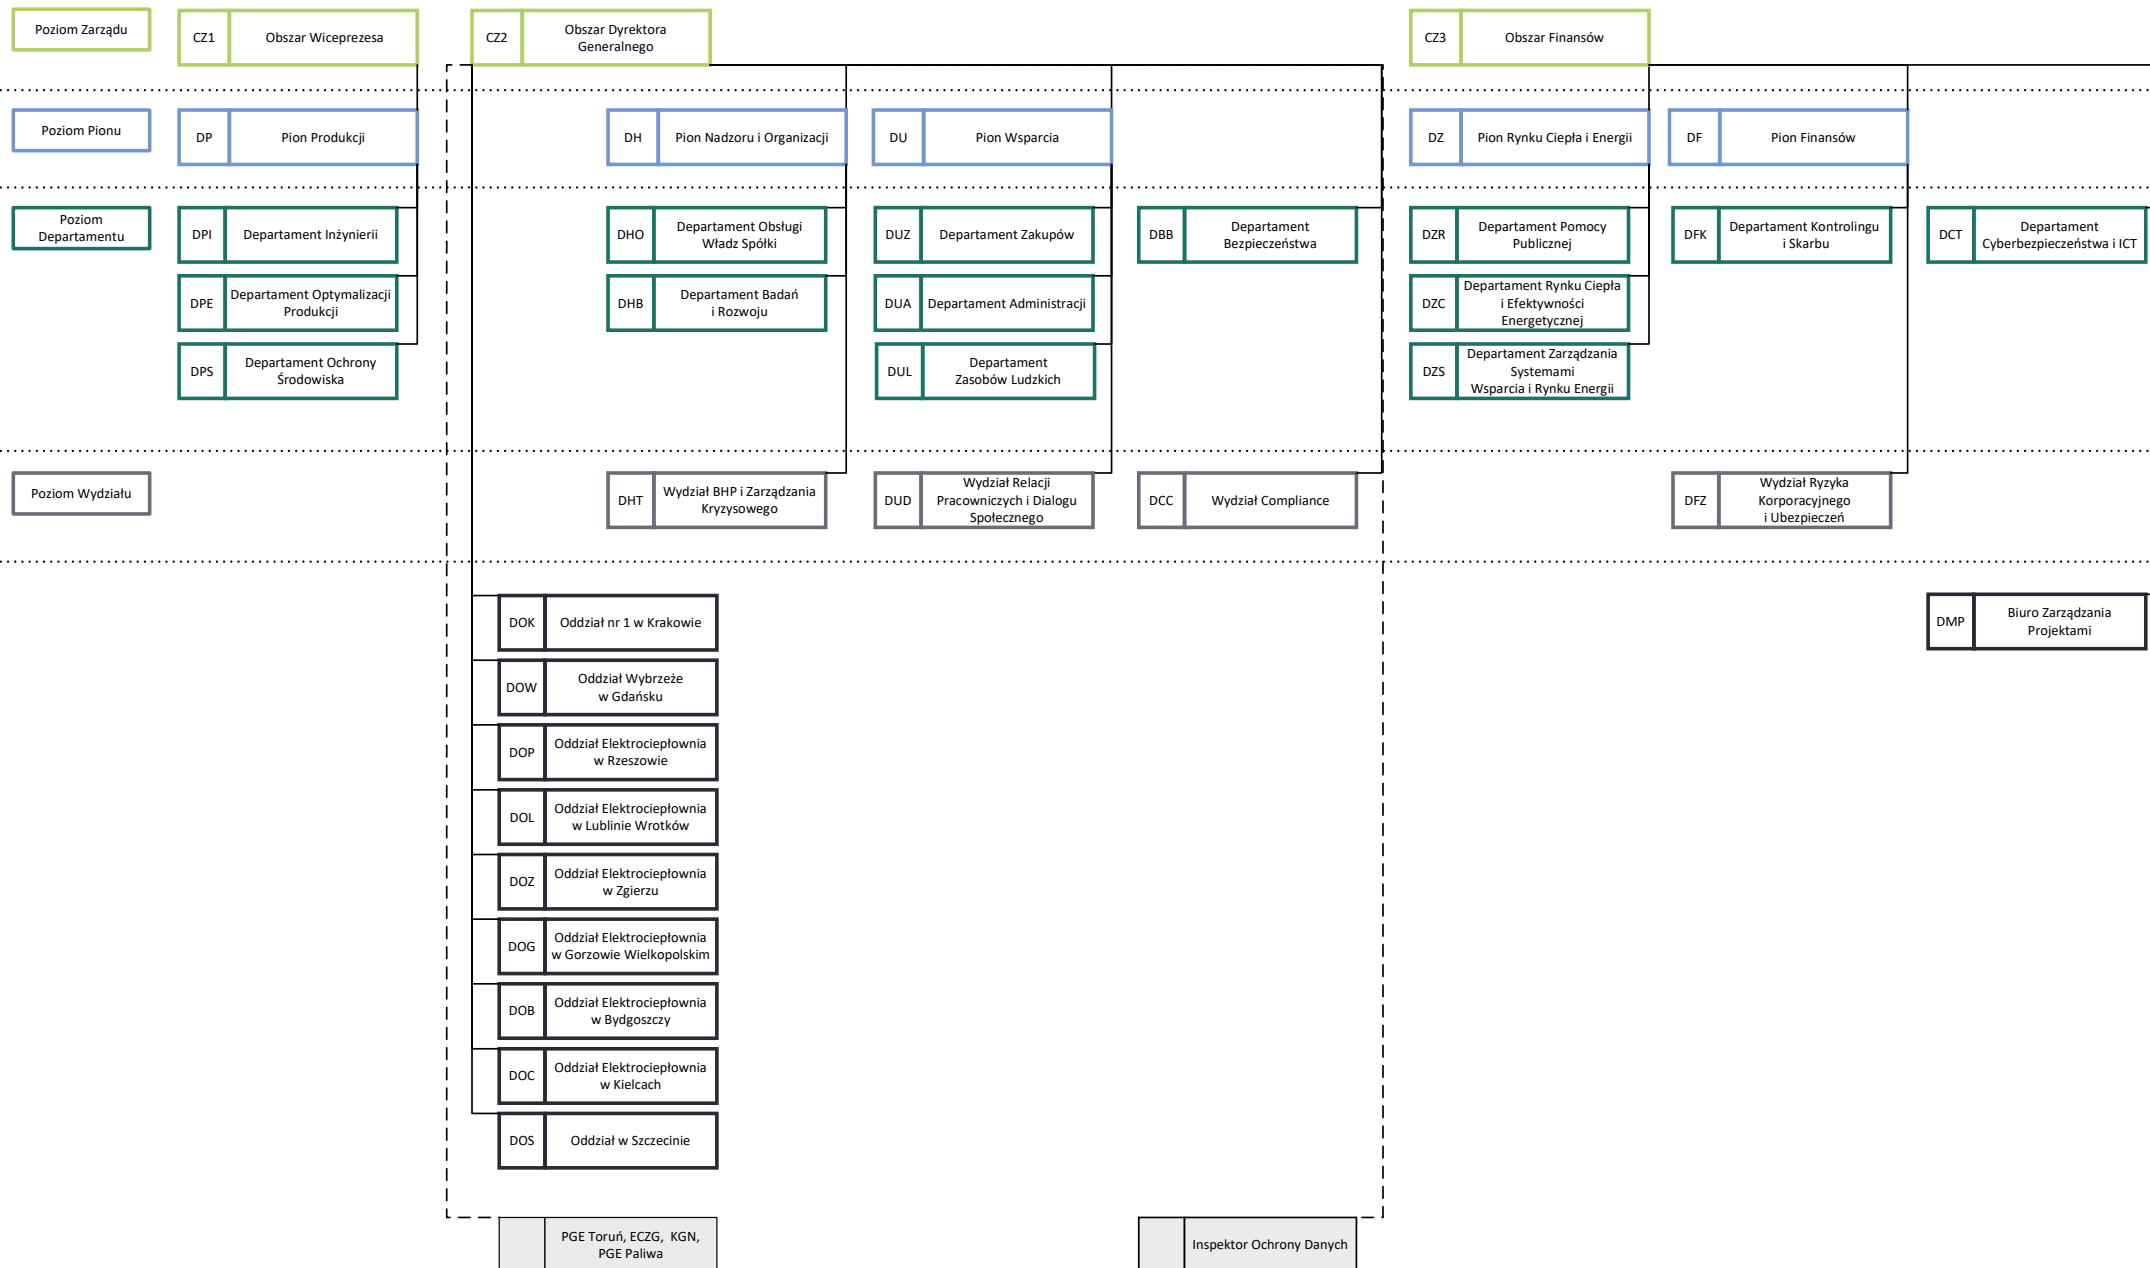 Poziom Zarządu
CZ1
Obszar Wiceprezesa
CZ2
Obszar Dyrektora
Generalnego
CZ3
Obszar Finansów
Poziom Pionu
DP
Pion Produkcji
DH
Pion Nadzoru i Organizacji
DU
Pion Wsparcia
DZ
Pion Rynku Ciepła i Energii
DF
Pion Finansów
Poziom
Departamentu
DPI
Departament Inżynierii
DHO
Departament Obsługi
Władz Spółki
DUZ
Departament Zakupów
DBB
Departament
Bezpieczeństwa
DZR
Departament Pomocy
Publicznej
DFK
Departament Kontrolingu
i Skarbu
DCT
Departament
Cyberbezpieczeństwa i ICT
DPE
Departament Optymalizacji
Produkcji
DHB
Departament Badań
i Rozwoju
DUA
Departament Administracji
DZC
Departament Rynku Ciepła
i Efektywności
Energetycznej
DPS
Departament Ochrony
Środowiska
DUL
Departament
Zasobów Ludzkich
DZS
Departament Zarządzania
Systemami
Wsparcia i Rynku Energii
Poziom Wydziału
DHT
Wydział BHP i Zarządzania
Kryzysowego
DUD
Wydział Relacji
Pracowniczych i Dialogu
Społecznego
DCC
Wydział Compliance
DFZ
Wydział Ryzyka
Korporacyjnego
i Ubezpieczeń
DOK
Oddział nr 1 w Krakowie
DMP
Biuro Zarządzania
Projektami
DOW
Oddział Wybrzeże
w Gdańsku
DOP
Oddział Elektrociepłownia
w Rzeszowie
DOL
Oddział Elektrociepłownia
w Lublinie Wrotków
DOZ
Oddział Elektrociepłownia
w Zgierzu
DOG
Oddział Elektrociepłownia
w Gorzowie Wielkopolskim
DOB
Oddział Elektrociepłownia
w Bydgoszczy
DOC
Oddział Elektrociepłownia
w Kielcach
DOS
Oddział w Szczecinie
PGE Toruń, ECZG, KGN,
PGE Paliwa
Inspektor Ochrony Danych